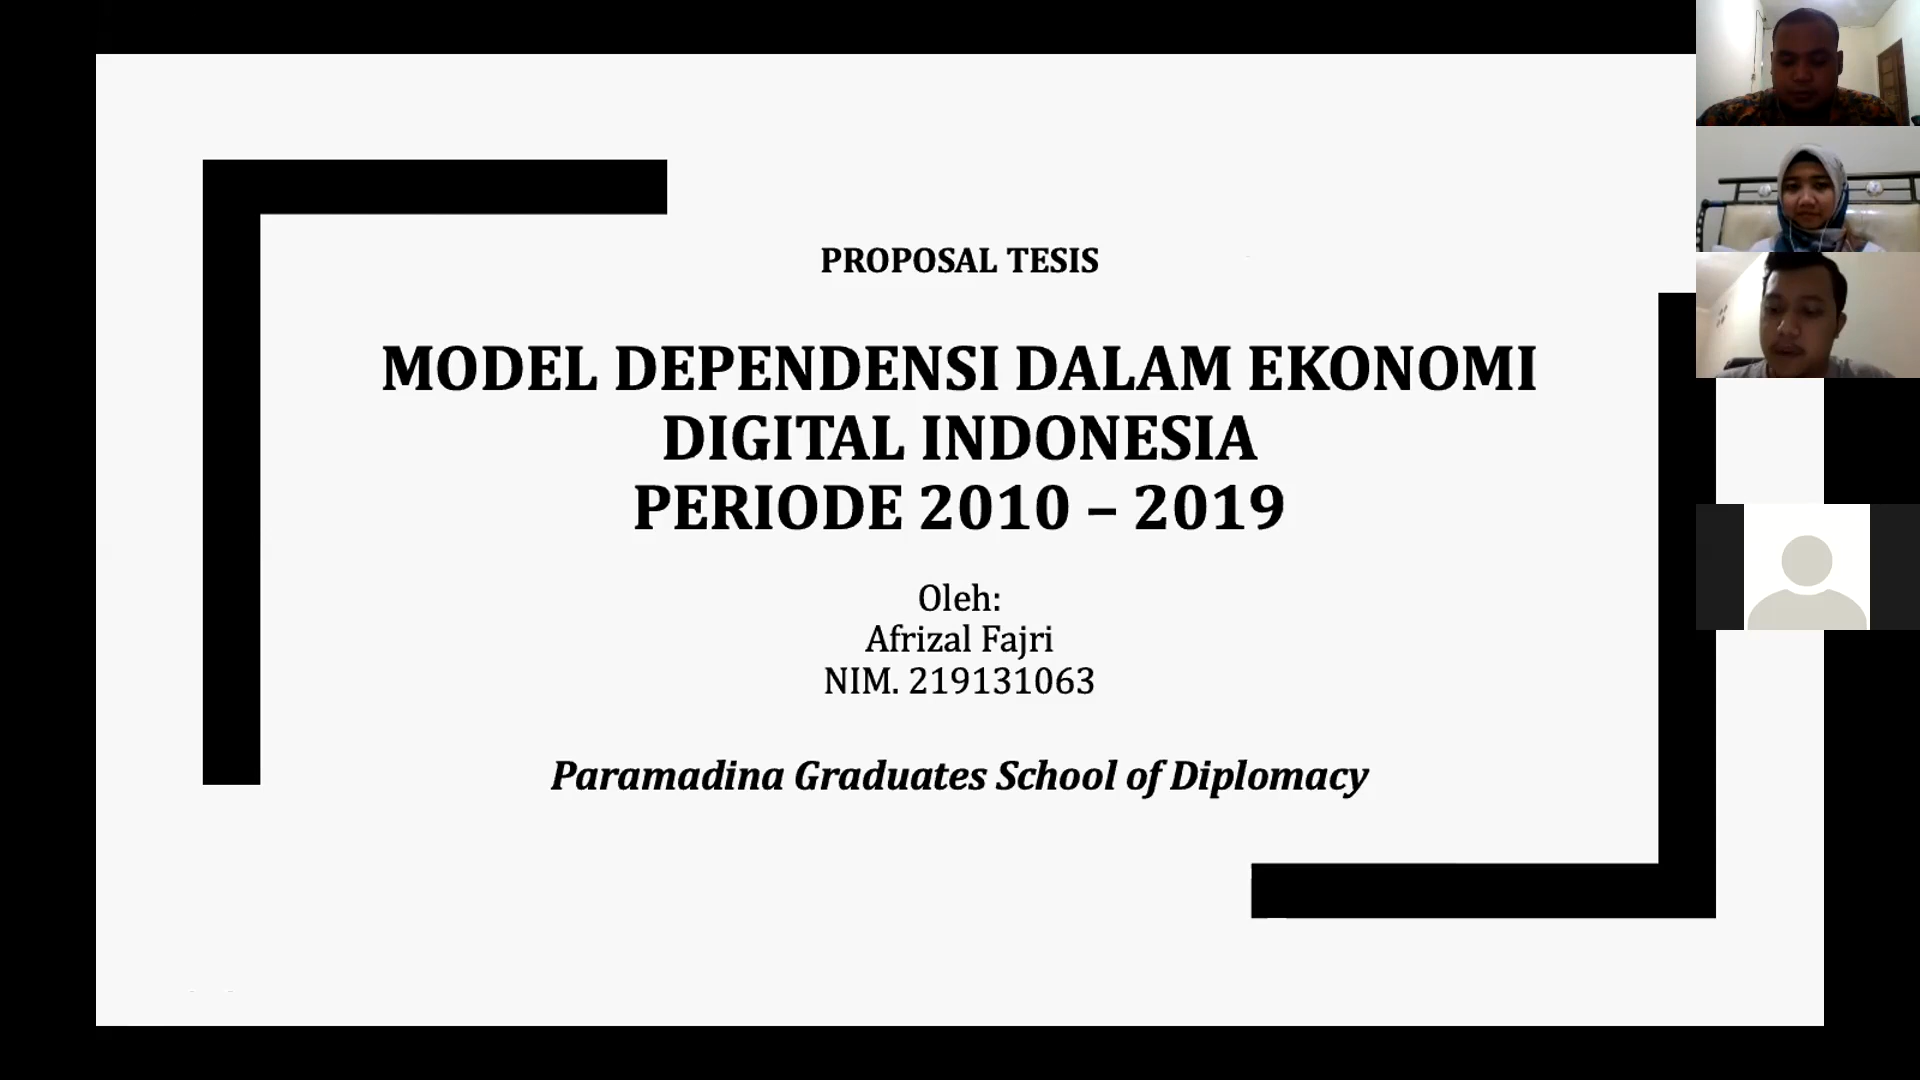 PROPOSAL TESIS
MODEL DEPENDENSI DALAM EKONOMI
DIGITAL INDONESIA
PERIODE 2010 – 2019
Oleh:
Afrizal Fajri
NIM. 219131063
Paramadina Graduates School of Diplomacy